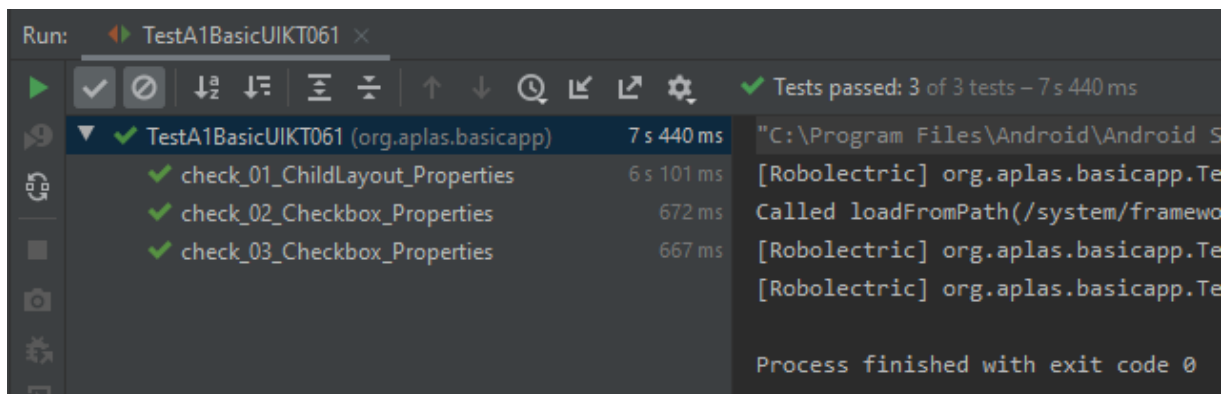 Run: TestA1BasicUIKT061
Tests passed: 3 of 3 tests – 7 s 440 ms
TestA1BasicUIKT061 (org.aplas.basicapp) 7 s 440 ms
check_01_ChildLayout_Properties 6 s 101 ms
check_02_Checkbox_Properties 672 ms
check_03_Checkbox_Properties 667 ms
"C:\Program Files\Android\Android S
[Robolectric] org.aplas.basicapp.Te
Called loadFromPath(/system/framewo
[Robolectric] org.aplas.basicapp.Te
[Robolectric] org.aplas.basicapp.Te
Process finished with exit code 0